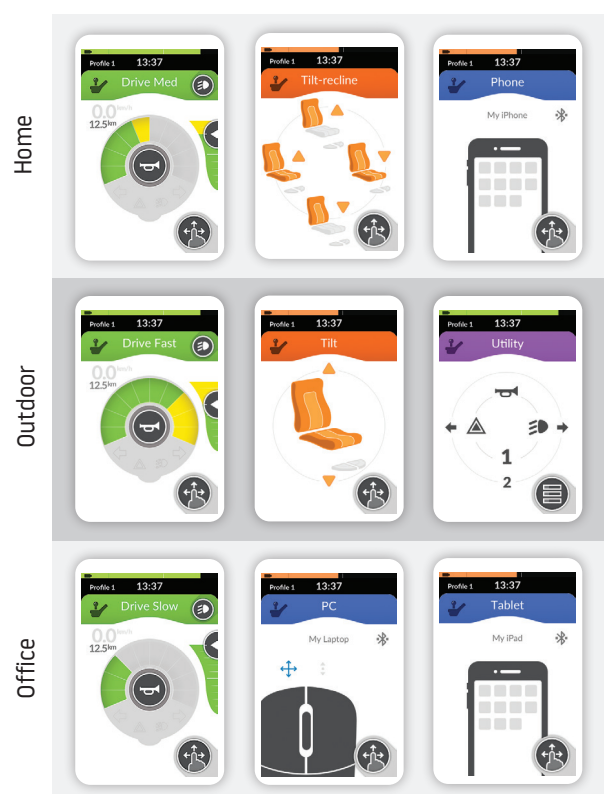 Home
Profile 1 13:37
Drive Med
0.0 km/h
12.5km
Profile 1 13:37
Tilt-recline
Profile 1 13:37
Phone
My iPhone
Outdoor
Profile 1 13:37
Drive Fast
0.0 km/h
12.5km
Profile 1 13:37
Tilt
Profile 1 13:37
Utility
1
2
Office
Profile 1 13:37
Drive Slow
0.0 km/h
12.5km
Profile 1 13:37
PC
My Laptop
Profile 1 13:37
Tablet
My iPad